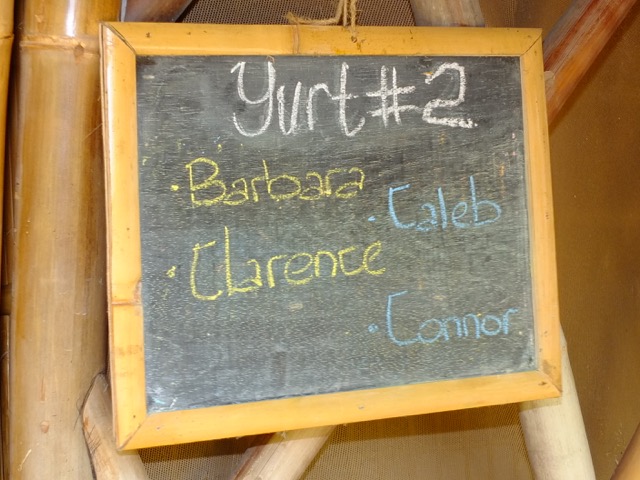 Yurt #2
• Barbara
• Caleb
• Clarence
• Connor